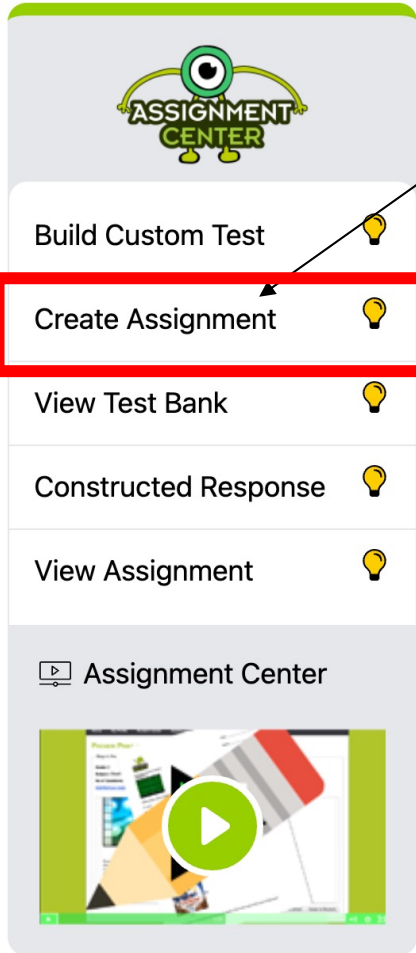 ASSIGNMENT
CENTER
Build Custom Test
Create Assignment
View Test Bank
Constructed Response
View Assignment
Assignment Center